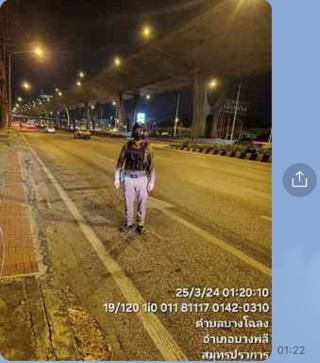 25/3/24 01:20:10
19/120 ถือ 011 81117 0142-0310
ตำบลบางโฉลง
อำเภอบางพลี
สมุทรปราการ
01:22